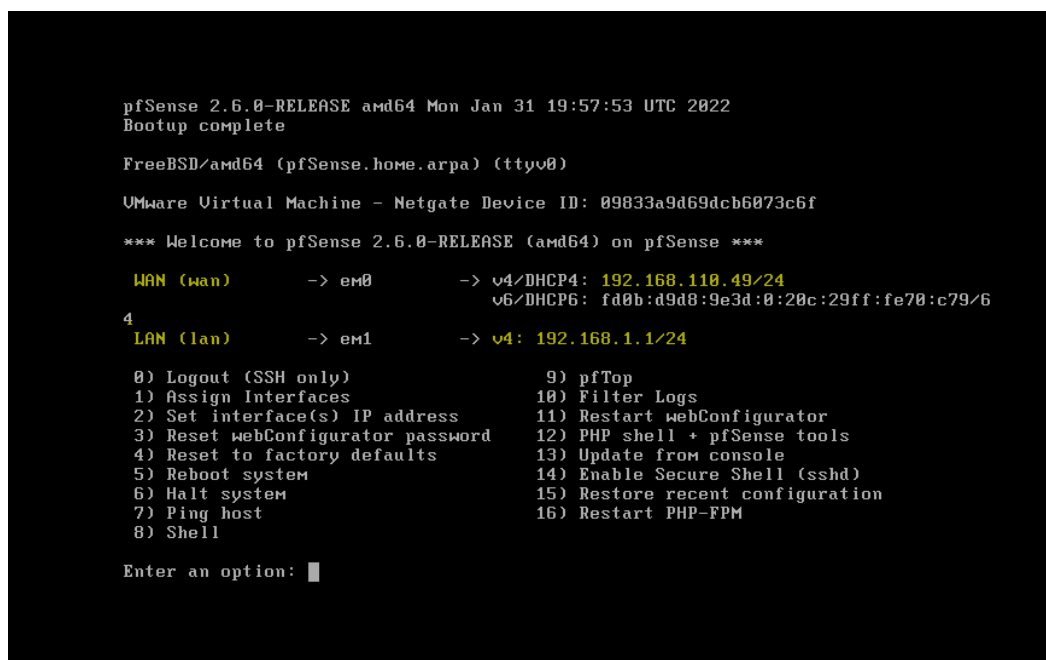 pfSense 2.6.0-RELEASE amd64 Mon Jan 31 19:57:53 UTC 2022
Bootup complete
FreeBSD/amd64 (pfSense.home.arpa) (ttyv0)
VMware Virtual Machine - Netgate Device ID: 09833a9d69dcb6073c6f
*** Welcome to pfSense 2.6.0-RELEASE (amd64) on pfSense ***
WAN (wan) -> em0 -> v4/DHCP4: 192.168.110.49/24
v6/DHCP6: fd0b:d9d8:9e3d:0:20c:29ff:fe70:c79/6
4
LAN (lan) -> em1 -> v4: 192.168.1.1/24
0) Logout (SSH only) 9) pfTop
1) Assign Interfaces 10) Filter Logs
2) Set interface(s) IP address 11) Restart webConfigurator
3) Reset webConfigurator password 12) PHP shell + pfSense tools
4) Reset to factory defaults 13) Update from console
5) Reboot system 14) Enable Secure Shell (sshd)
6) Halt system 15) Restore recent configuration
7) Ping host 16) Restart PHP-FPM
8) Shell
Enter an option: